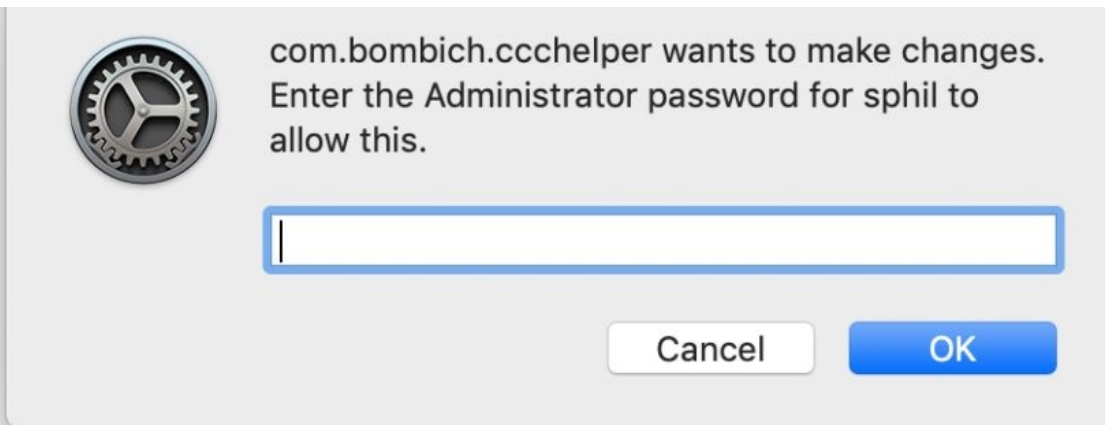 com.bombich.ccchelper wants to make changes.
Enter the Administrator password for sphil to
allow this.
Cancel
OK